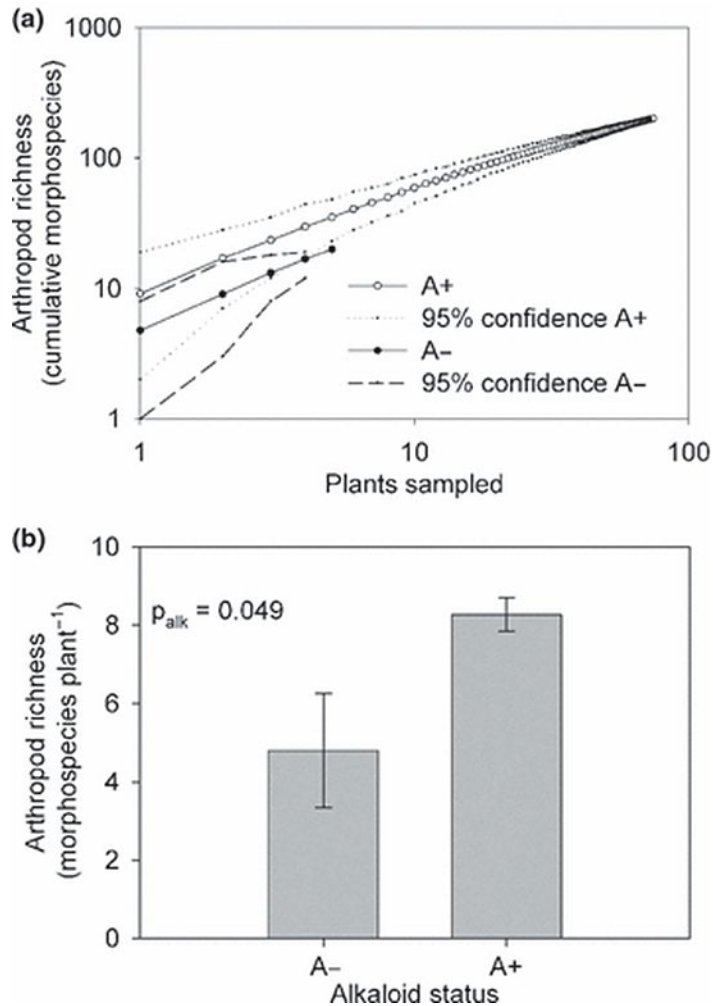 (a)
1000
100
10
1
Arthropod richness
(cumulative morphospecies)
A+
95% confidence A+
A–
95% confidence A–
1
10
100
Plants sampled
(b)
10
8
6
4
2
0
Arthropod richness
(morphospecies plant⁻¹)
pₐₗₖ = 0.049
A–
A+
Alkaloid status